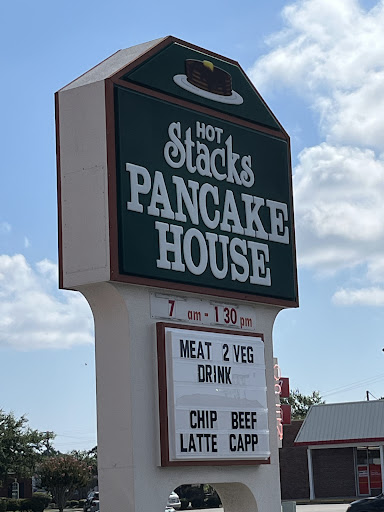 HOT
Stacks
PANCAKE
HOUSE
7 am - 1 30 pm
MEAT 2 VEG
DRINK
CHIP BEEF
LATTE CAPP